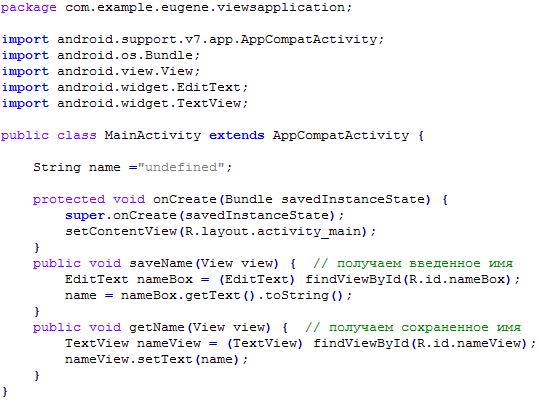 package com.example.eugene.viewsapplication;
import android.support.v7.app.AppCompatActivity;
import android.os.Bundle;
import android.view.View;
import android.widget.EditText;
import android.widget.TextView;
public class MainActivity extends AppCompatActivity {
String name ="undefined";
protected void onCreate(Bundle savedInstanceState) {
super.onCreate(savedInstanceState);
setContentView(R.layout.activity_main);
}
public void saveName(View view) {  // получаем введенное имя
EditText nameBox = (EditText) findViewById(R.id.nameBox);
name = nameBox.getText().toString();
}
public void getName(View view) {  // получаем сохраненное имя
TextView nameView = (TextView) findViewById(R.id.nameView);
nameView.setText(name);
}
}